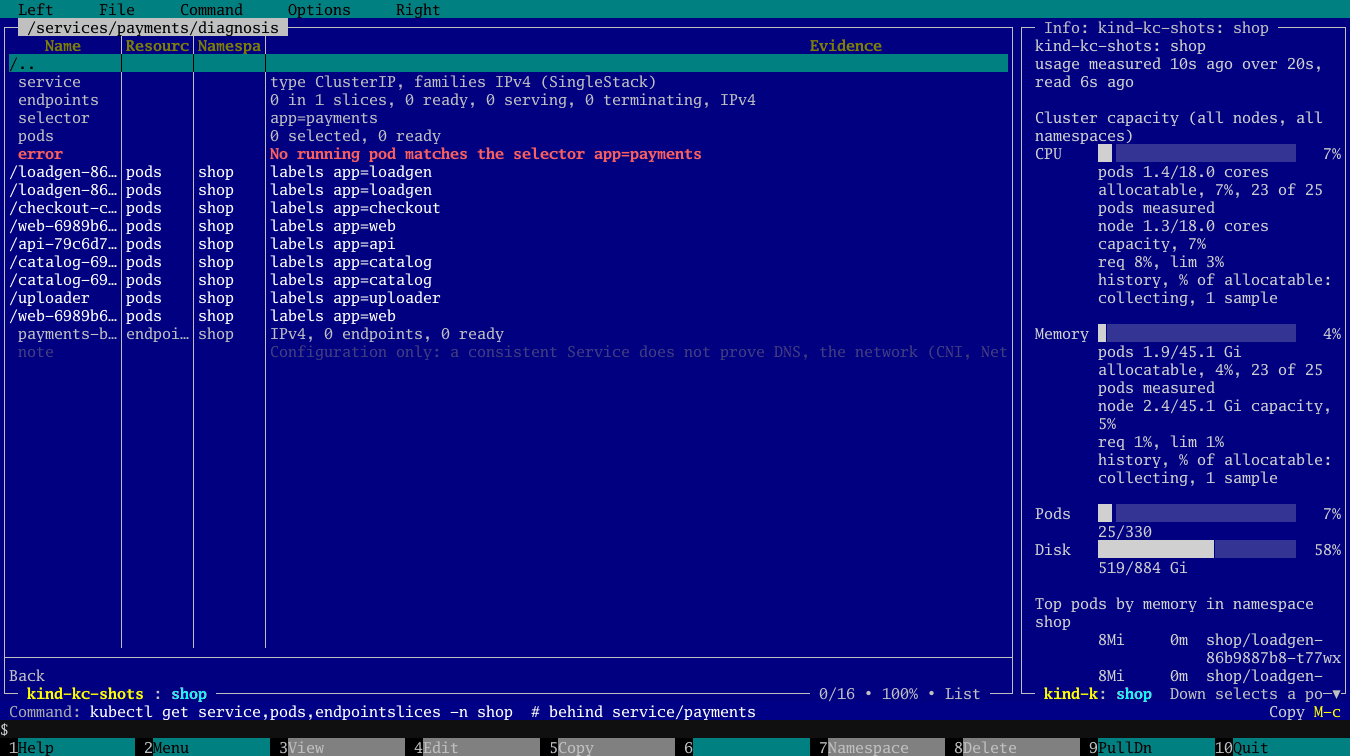 Left File Command Options Right
/services/payments/diagnosis
Name Resourc Namespa Evidence
/..
service type ClusterIP, families IPv4 (SingleStack)
endpoints 0 in 1 slices, 0 ready, 0 serving, 0 terminating, IPv4
selector app=payments
pods 0 selected, 0 ready
error No running pod matches the selector app=payments
/loadgen-86… pods shop labels app=loadgen
/loadgen-86… pods shop labels app=loadgen
/checkout-c… pods shop labels app=checkout
/web-6989b6… pods shop labels app=web
/api-79c6d7… pods shop labels app=api
/catalog-69… pods shop labels app=catalog
/catalog-69… pods shop labels app=catalog
/uploader pods shop labels app=uploader
/web-6989b6… pods shop labels app=web
payments-b… endpoi… shop IPv4, 0 endpoints, 0 ready
note Configuration only: a consistent Service does not prove DNS, the network (CNI, Net
Back
kind-kc-shots : shop 0/16 • 100% • List
Info: kind-kc-shots: shop
kind-kc-shots: shop
usage measured 10s ago over 20s,
read 6s ago
Cluster capacity (all nodes, all
namespaces)
CPU 7%
pods 1.4/18.0 cores
allocatable, 7%, 23 of 25
pods measured
node 1.3/18.0 cores
capacity, 7%
req 8%, lim 3%
history, % of allocatable:
collecting, 1 sample
Memory 4%
pods 1.9/45.1 Gi
allocatable, 4%, 23 of 25
pods measured
node 2.4/45.1 Gi capacity,
5%
req 1%, lim 1%
history, % of allocatable:
collecting, 1 sample
Pods 7%
25/330
Disk 58%
519/884 Gi
Top pods by memory in namespace
shop
8Mi 0m shop/loadgen-
86b9887b8-t77wx
8Mi 0m shop/loadgen-
kind-k: shop Down selects a po
Command: kubectl get service,pods,endpointslices -n shop # behind service/payments Copy M-c
$
1Help 2Menu 3View 4Edit 5Copy 6 7Namespace 8Delete 9PullDn 10Quit